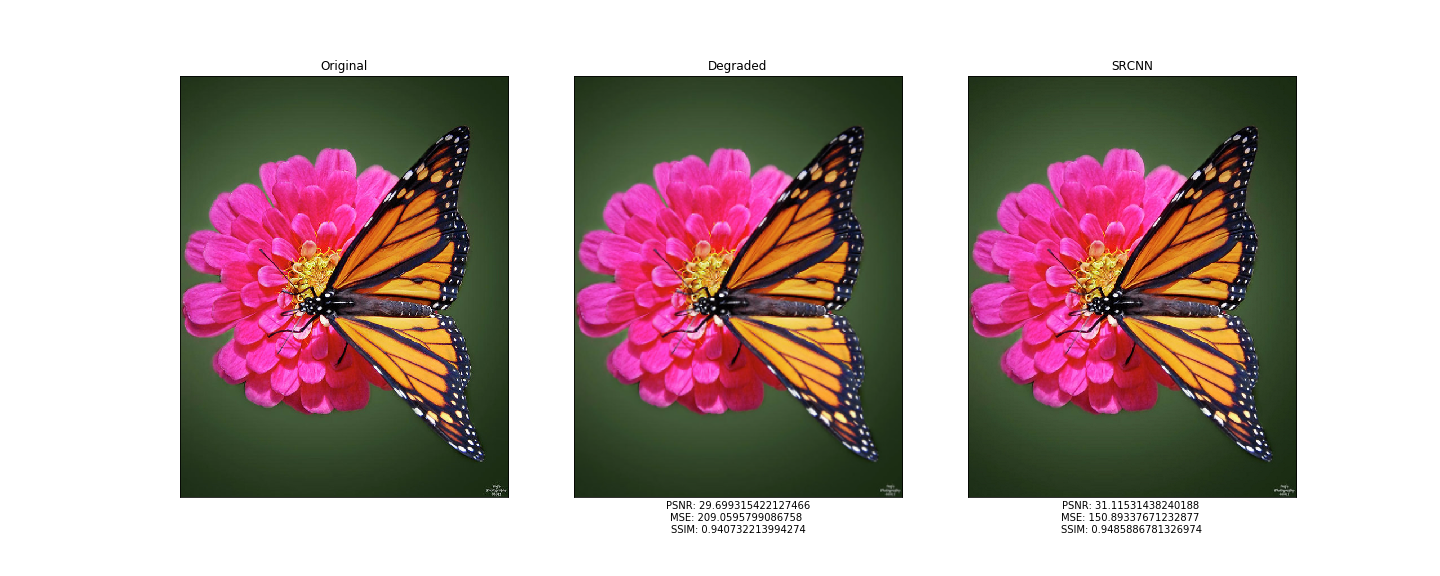 Original
Degraded
SRCNN
PSNR: 29.699315422127466
MSE: 209.0595799086758
SSIM: 0.940732213994274
PSNR: 31.11531438240188
MSE: 150.89337671232877
SSIM: 0.9485886781326974